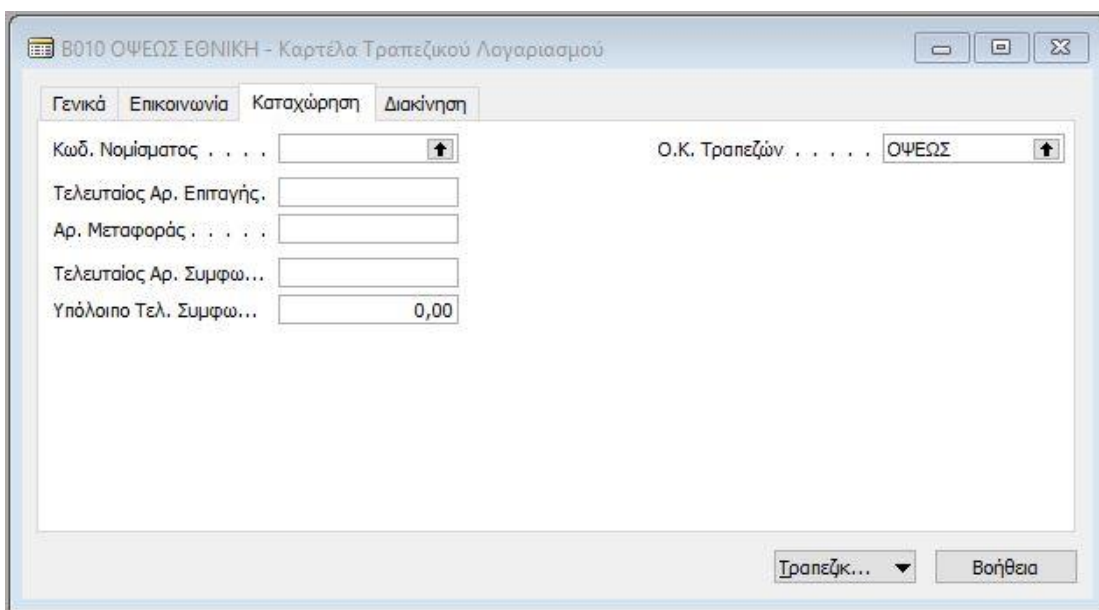 B010 ΟΨΕΩΣ ΕΘΝΙΚΗ - Καρτέλα Τραπεζικού Λογαριασμού
Γενικά Επικοινωνία Καταχώρηση Διακίνηση
Κωδ. Νομίσματος . . . . Ο.Κ. Τραπεζών . . . . . ΟΨΕΩΣ
Τελευταίος Αρ. Επιταγής.
Αρ. Μεταφοράς . . . . .
Τελευταίος Αρ. Συμφω...
Υπόλοιπο Τελ. Συμφω... 0,00
Τραπεζικ... Βοήθεια